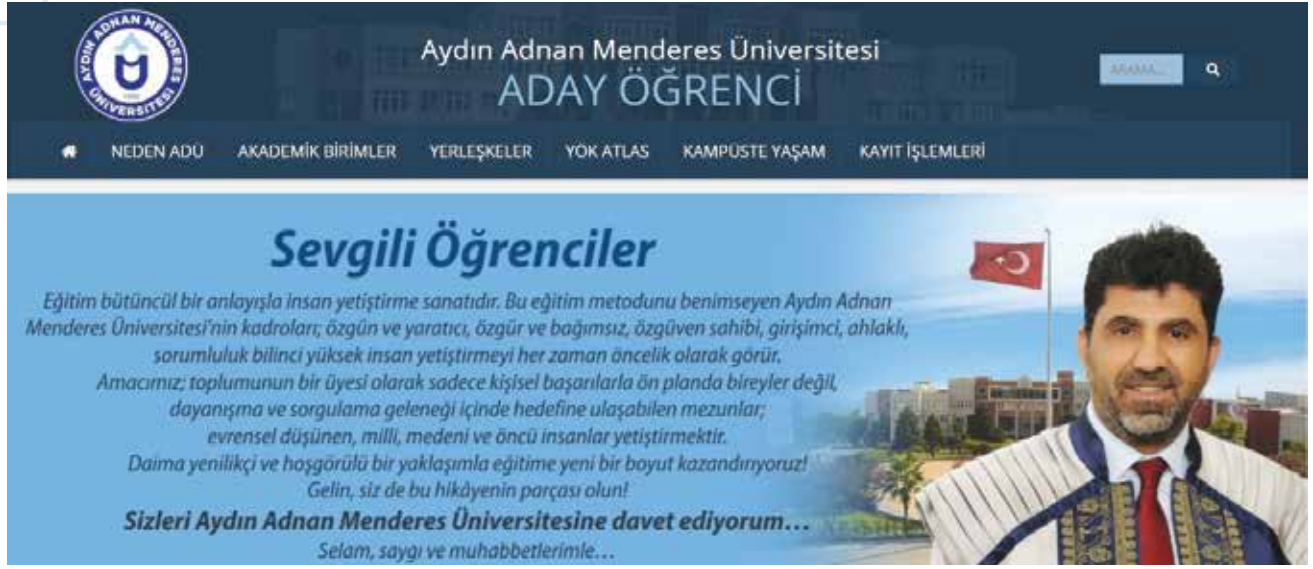 AYDIN ADNAN MENDERES ÜNİVERSİTESİ
Aydın Adnan Menderes Üniversitesi
ADAY ÖĞRENCİ
ARAMA...
NEDEN ADÜ AKADEMİK BİRİMLER YERLEŞKELER YÖK ATLAS KAMPÜSTE YAŞAM KAYIT İŞLEMLERİ
Sevgili Öğrenciler
Eğitim bütüncül bir anlayışla insan yetiştirme sanatıdır. Bu eğitim metodunu benimseyen Aydın Adnan
Menderes Üniversitesi'nin kadroları; özgün ve yaratıcı, özgür ve bağımsız, özgüven sahibi, girişimci, ahlaklı,
sorumluluk bilinci yüksek insan yetiştirmeyi her zaman öncelik olarak görür.
Amacımız; toplumunun bir üyesi olarak sadece kişisel başarılarla ön planda bireyler değil,
dayanışma ve sorgulama geleneği içinde hedefine ulaşabilen mezunlar;
evrensel düşünen, milli, medeni ve öncü insanlar yetiştirmektir.
Daima yenilikçi ve hoşgörülü bir yaklaşımla eğitime yeni bir boyut kazandırıyoruz!
Gelin, siz de bu hikâyenin parçası olun!
Sizleri Aydın Adnan Menderes Üniversitesine davet ediyorum…
Selam, saygı ve muhabbetlerimle…